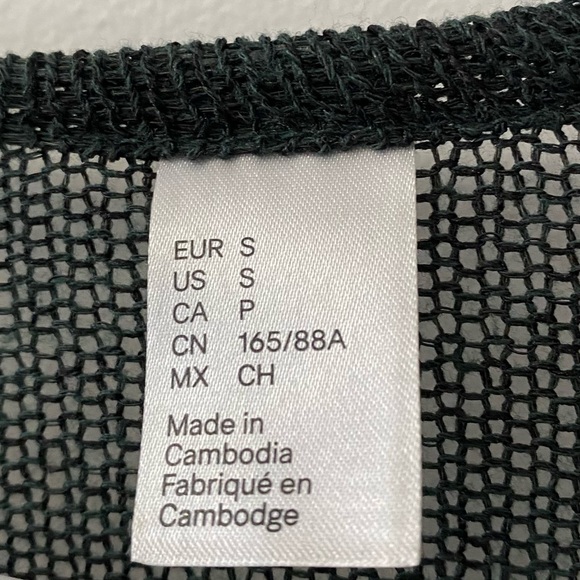 EUR S
US S
CA P
CN 165/88A
MX CH
Made in
Cambodia
Fabriqué en
Cambodge